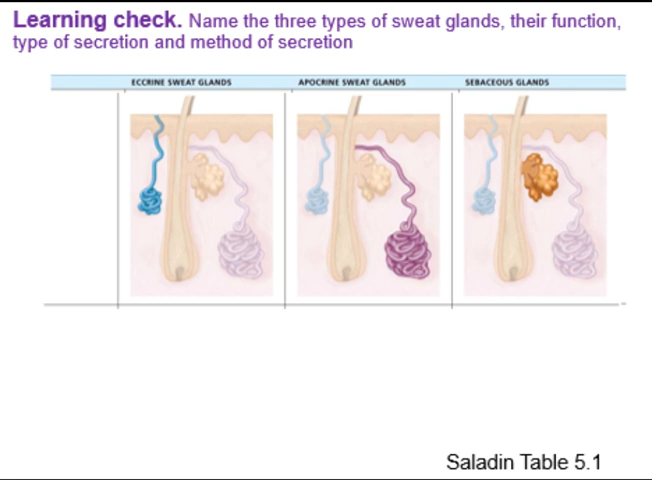 Learning check. Name the three types of sweat glands, their function,
type of secretion and method of secretion
ECCRINE SWEAT GLANDS
APOCRINE SWEAT GLANDS
SEBACEOUS GLANDS
Saladin Table 5.1